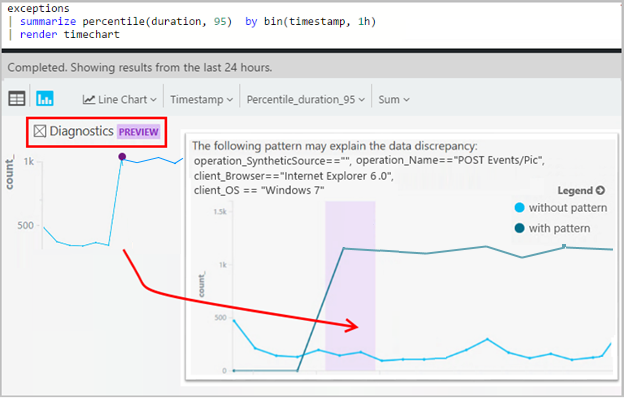 exceptions
| summarize percentile(duration, 95)  by bin(timestamp, 1h)
| render timechart
Completed. Showing results from the last 24 hours.
Line Chart
Timestamp
Percentile_duration_95
Sum
Diagnostics PREVIEW
1k
500
count_
The following pattern may explain the data discrepancy:
operation_SyntheticSource=="", operation_Name=="POST Events/Pic",
client_Browser=="Internet Explorer 6.0",
client_OS == "Windows 7"
Legend
without pattern
with pattern
1.5k
1k
500
0
count_